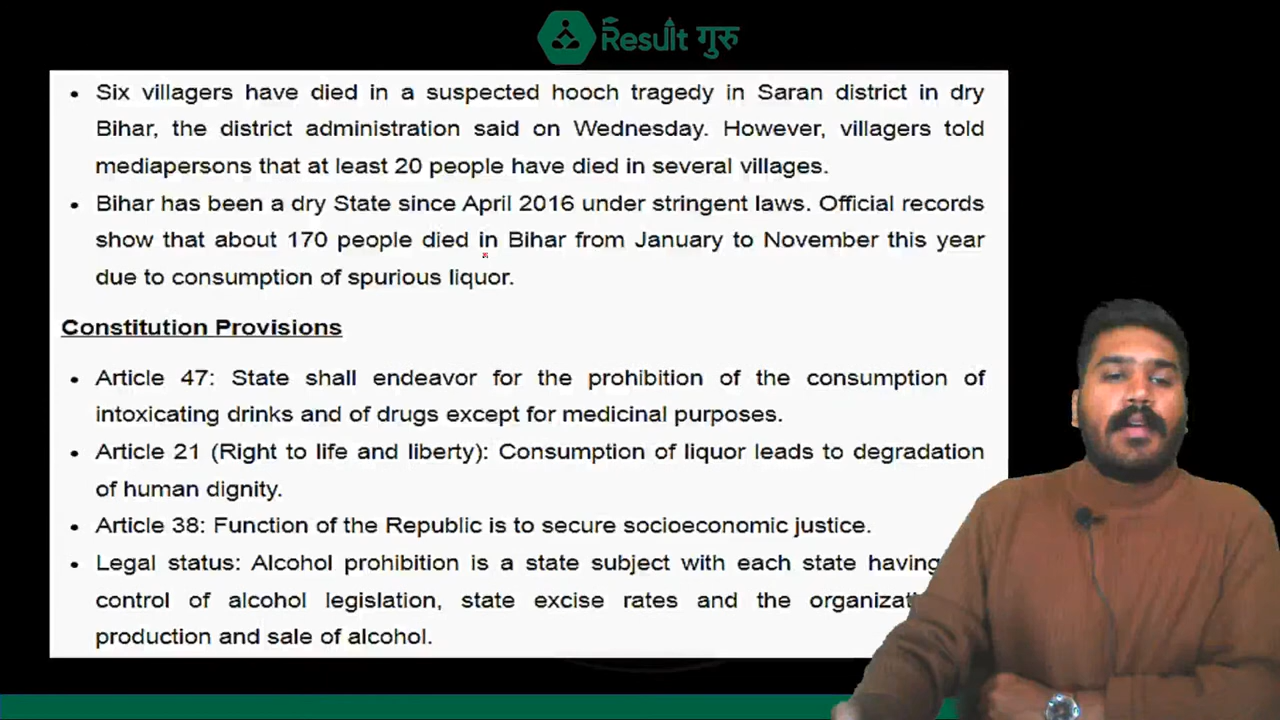 Result गुरु
• Six villagers have died in a suspected hooch tragedy in Saran district in dry
Bihar, the district administration said on Wednesday. However, villagers told
mediapersons that at least 20 people have died in several villages.
• Bihar has been a dry State since April 2016 under stringent laws. Official records
show that about 170 people died in Bihar from January to November this year
due to consumption of spurious liquor.
Constitution Provisions
• Article 47: State shall endeavor for the prohibition of the consumption of
intoxicating drinks and of drugs except for medicinal purposes.
• Article 21 (Right to life and liberty): Consumption of liquor leads to degradation
of human dignity.
• Article 38: Function of the Republic is to secure socioeconomic justice.
• Legal status: Alcohol prohibition is a state subject with each state having
control of alcohol legislation, state excise rates and the
production and sale of alcohol.